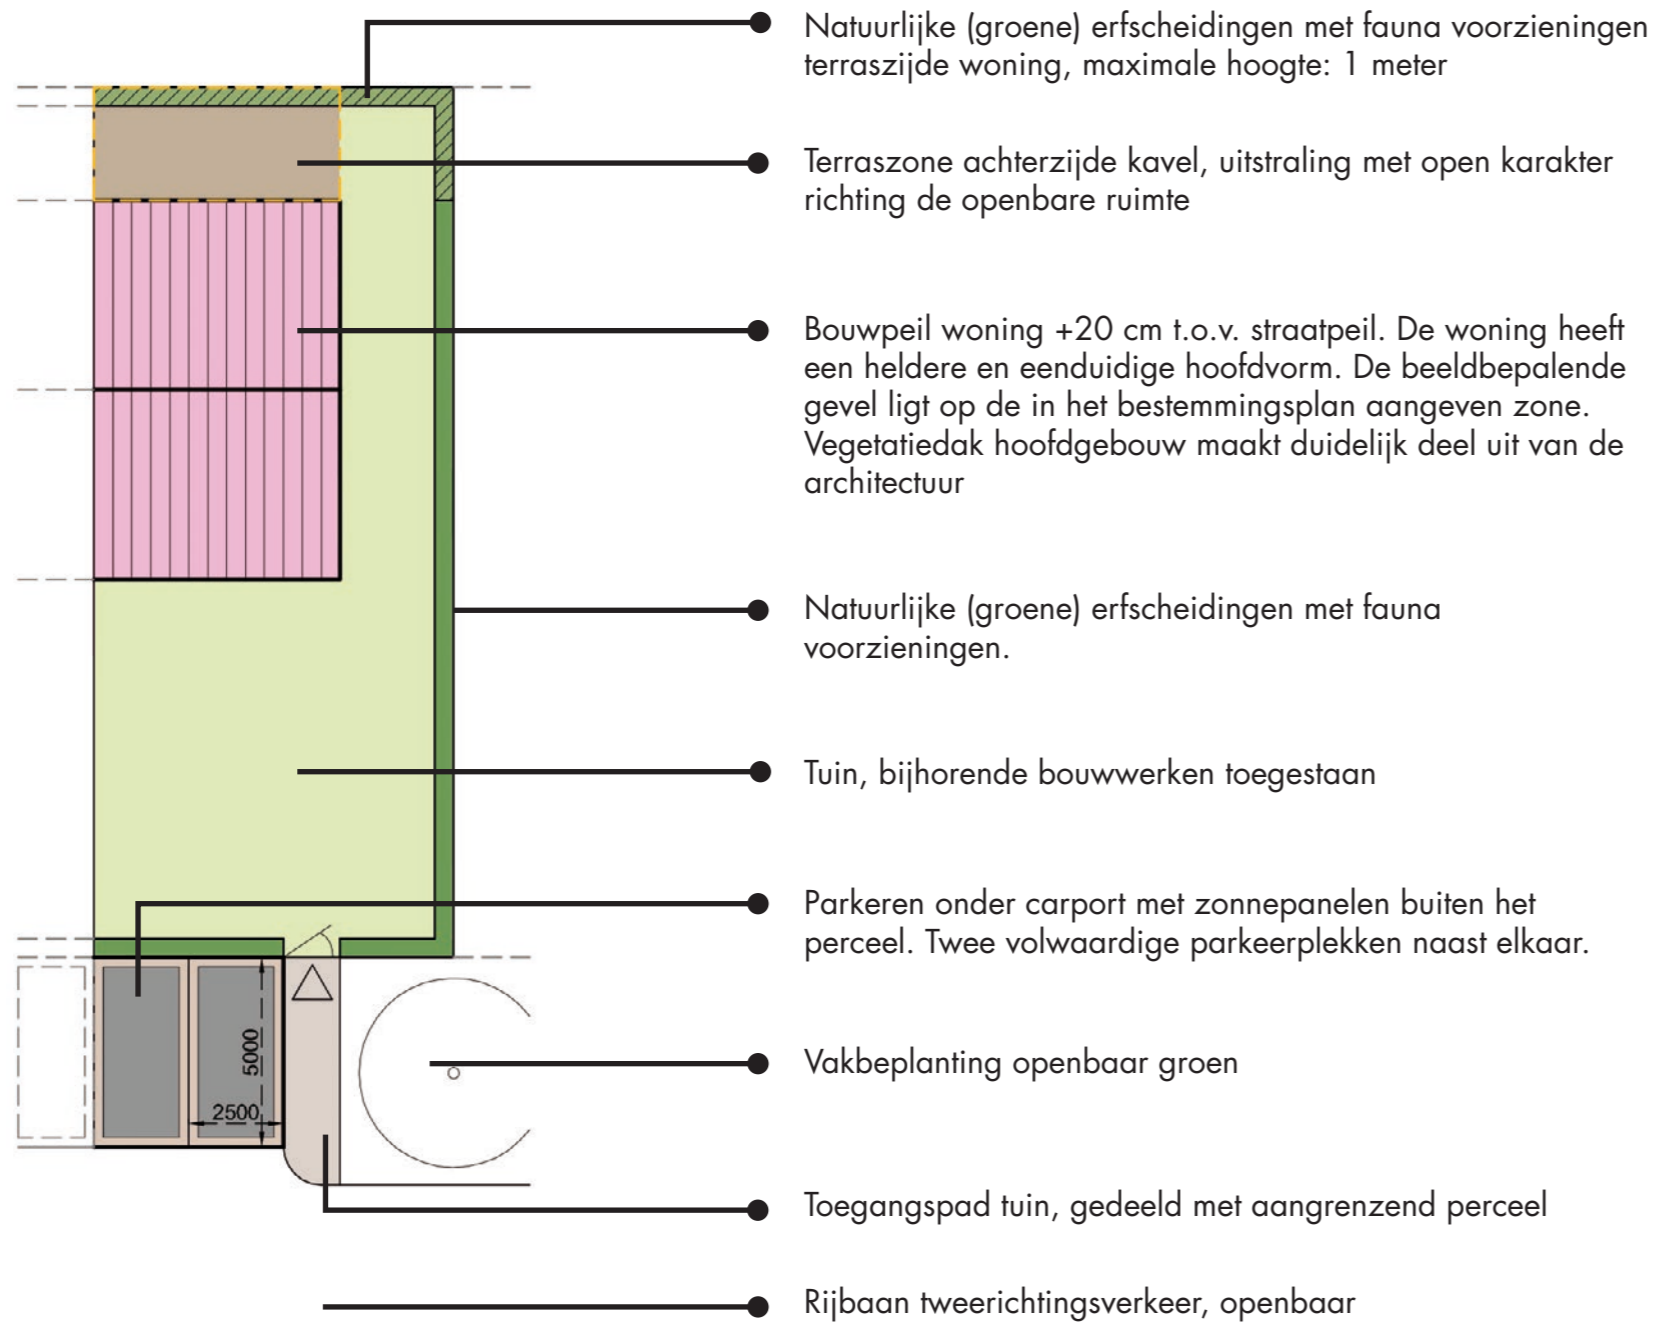 Natuurlijke (groene) erfscheidingen met fauna voorzieningen
terraszijde woning, maximale hoogte: 1 meter
Terraszone achterzijde kavel, uitstraling met open karakter
richting de openbare ruimte
Bouwpeil woning +20 cm t.o.v. straatpeil. De woning heeft
een heldere en eenduidige hoofdvorm. De beeldbepalende
gevel ligt op de in het bestemmingsplan aangeven zone.
Vegetatiedak hoofdgebouw maakt duidelijk deel uit van de
architectuur
Natuurlijke (groene) erfscheidingen met fauna
voorzieningen.
Tuin, bijhorende bouwwerken toegestaan
Parkeren onder carport met zonnepanelen buiten het
perceel. Twee volwaardige parkeerplekken naast elkaar.
5000
2500
Vakbeplanting openbaar groen
Toegangspad tuin, gedeeld met aangrenzend perceel
Rijbaan tweerichtingsverkeer, openbaar